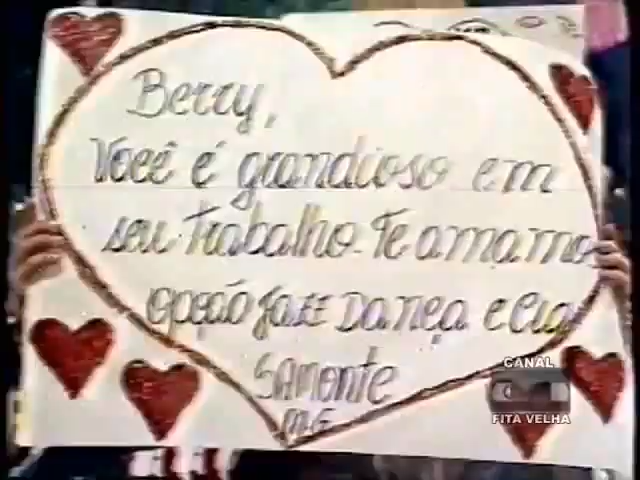 Berry,
Você é grandioso em
seu trabalho. Te amamos
opção Jazz Dança e Cia
SAMONTE
M.G
CANAL
FITA VELHA